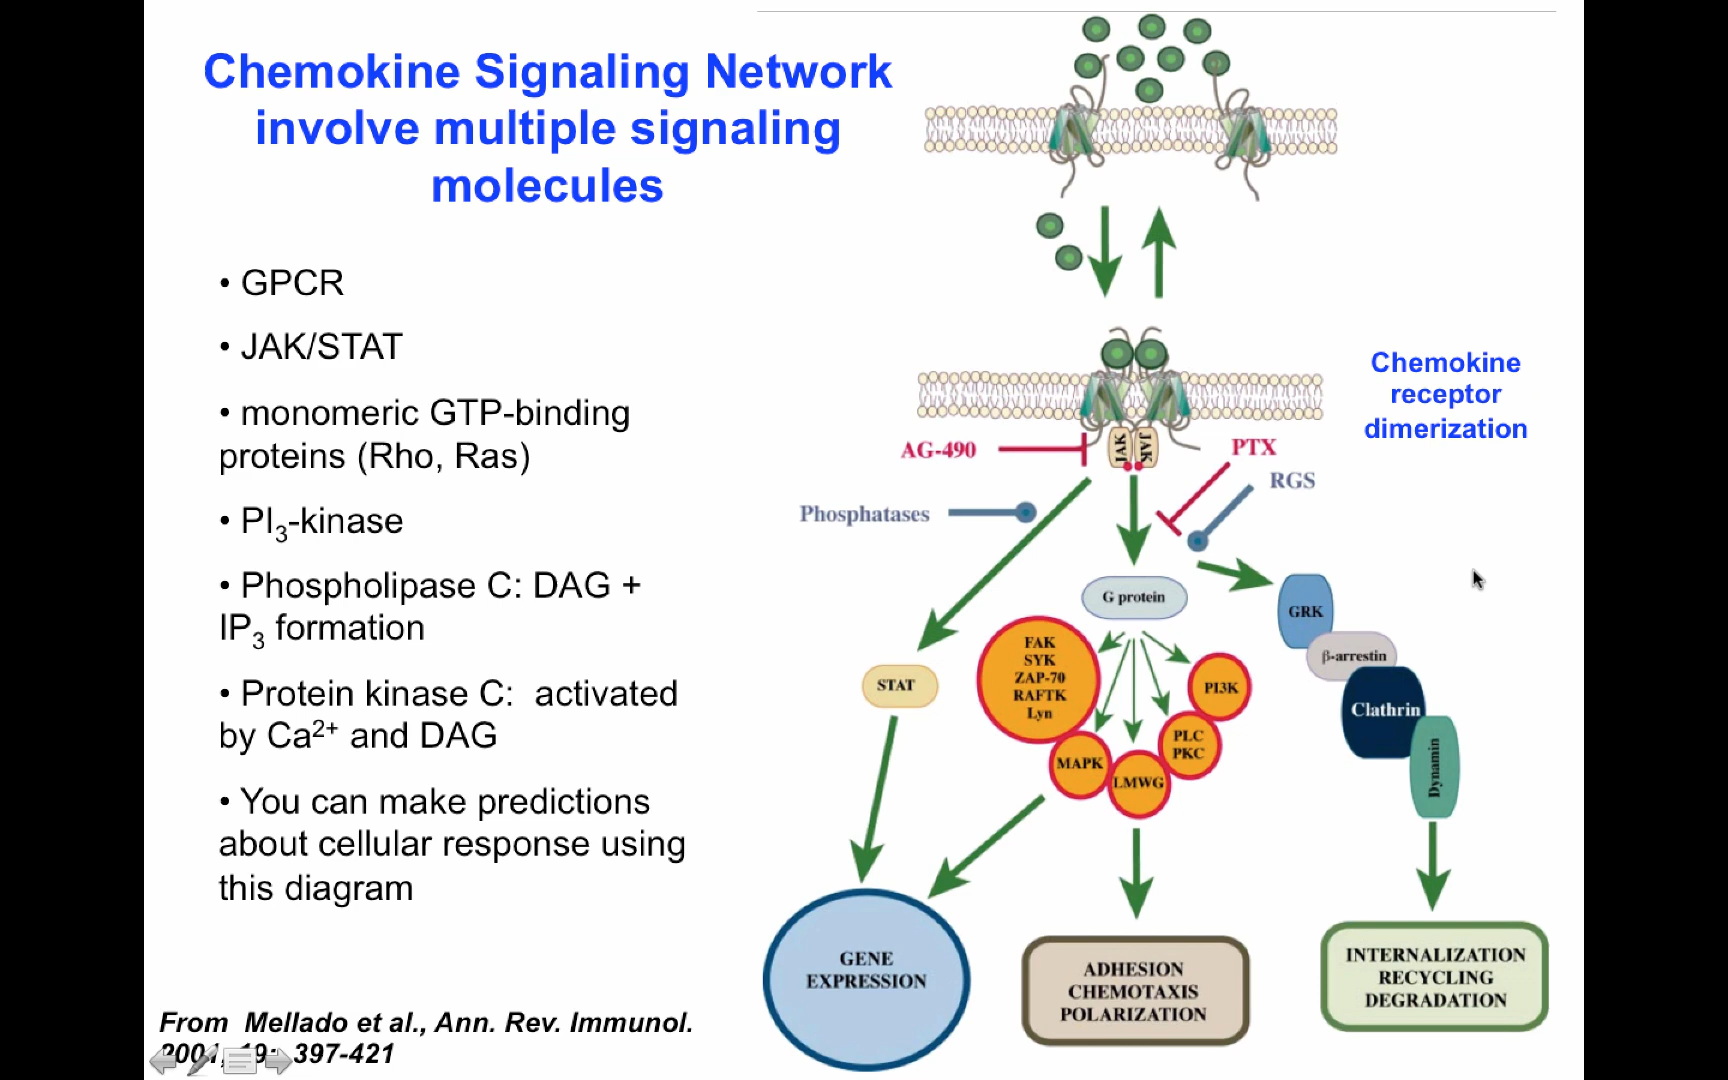 Chemokine Signaling Network
involve multiple signaling
molecules
• GPCR
• JAK/STAT
• monomeric GTP-binding
proteins (Rho, Ras)
• PI3-kinase
• Phospholipase C: DAG +
IP3 formation
• Protein kinase C:  activated
by Ca2+ and DAG
• You can make predictions
about cellular response using
this diagram
From Mellado et al., Ann. Rev. Immunol.
2001, 19: 397-421
Chemokine
receptor
dimerization
AG-490
JAK
JAK
PTX
RGS
Phosphatases
G protein
GRK
β-arrestin
Clathrin
Dynamin
STAT
FAK
SYK
ZAP-70
RAFTK
Lyn
PI3K
PLC
PKC
MAPK
LMWG
GENE
EXPRESSION
ADHESION
CHEMOTAXIS
POLARIZATION
INTERNALIZATION
RECYCLING
DEGRADATION